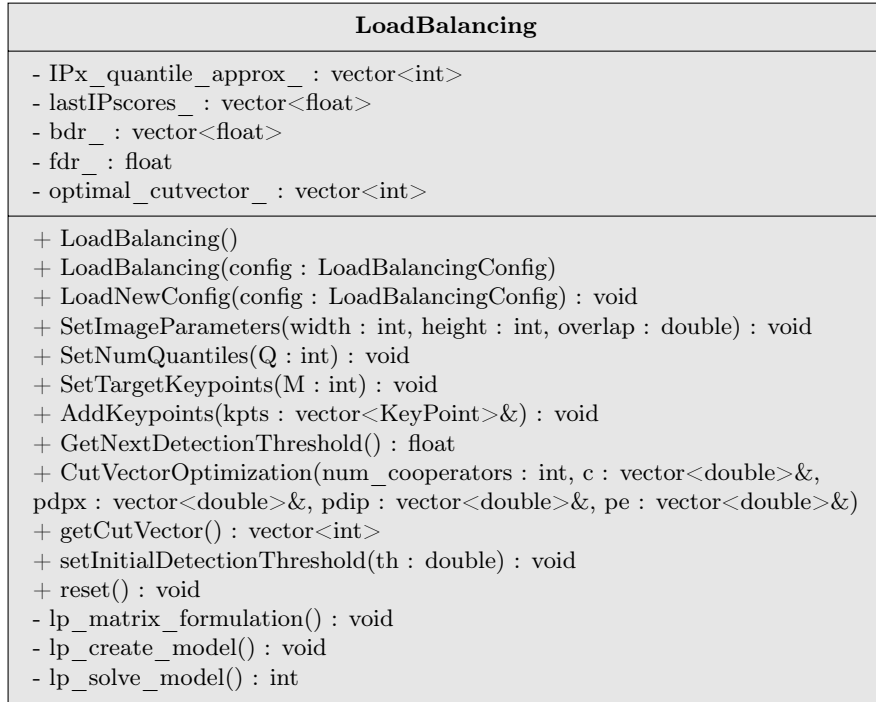 LoadBalancing
- IPx_quantile_approx_ : vector<int>
- lastIPscores_ : vector<float>
- bdr_ : vector<float>
- fdr_ : float
- optimal_cutvector_ : vector<int>
+ LoadBalancing()
+ LoadBalancing(config : LoadBalancingConfig)
+ LoadNewConfig(config : LoadBalancingConfig) : void
+ SetImageParameters(width : int, height : int, overlap : double) : void
+ SetNumQuantiles(Q : int) : void
+ SetTargetKeypoints(M : int) : void
+ AddKeypoints(kpts : vector<KeyPoint>&) : void
+ GetNextDetectionThreshold() : float
+ CutVectorOptimization(num_cooperators : int, c : vector<double>&,
pdpx : vector<double>&, pdip : vector<double>&, pe : vector<double>&)
+ getCutVector() : vector<int>
+ setInitialDetectionThreshold(th : double) : void
+ reset() : void
- lp_matrix_formulation() : void
- lp_create_model() : void
- lp_solve_model() : int